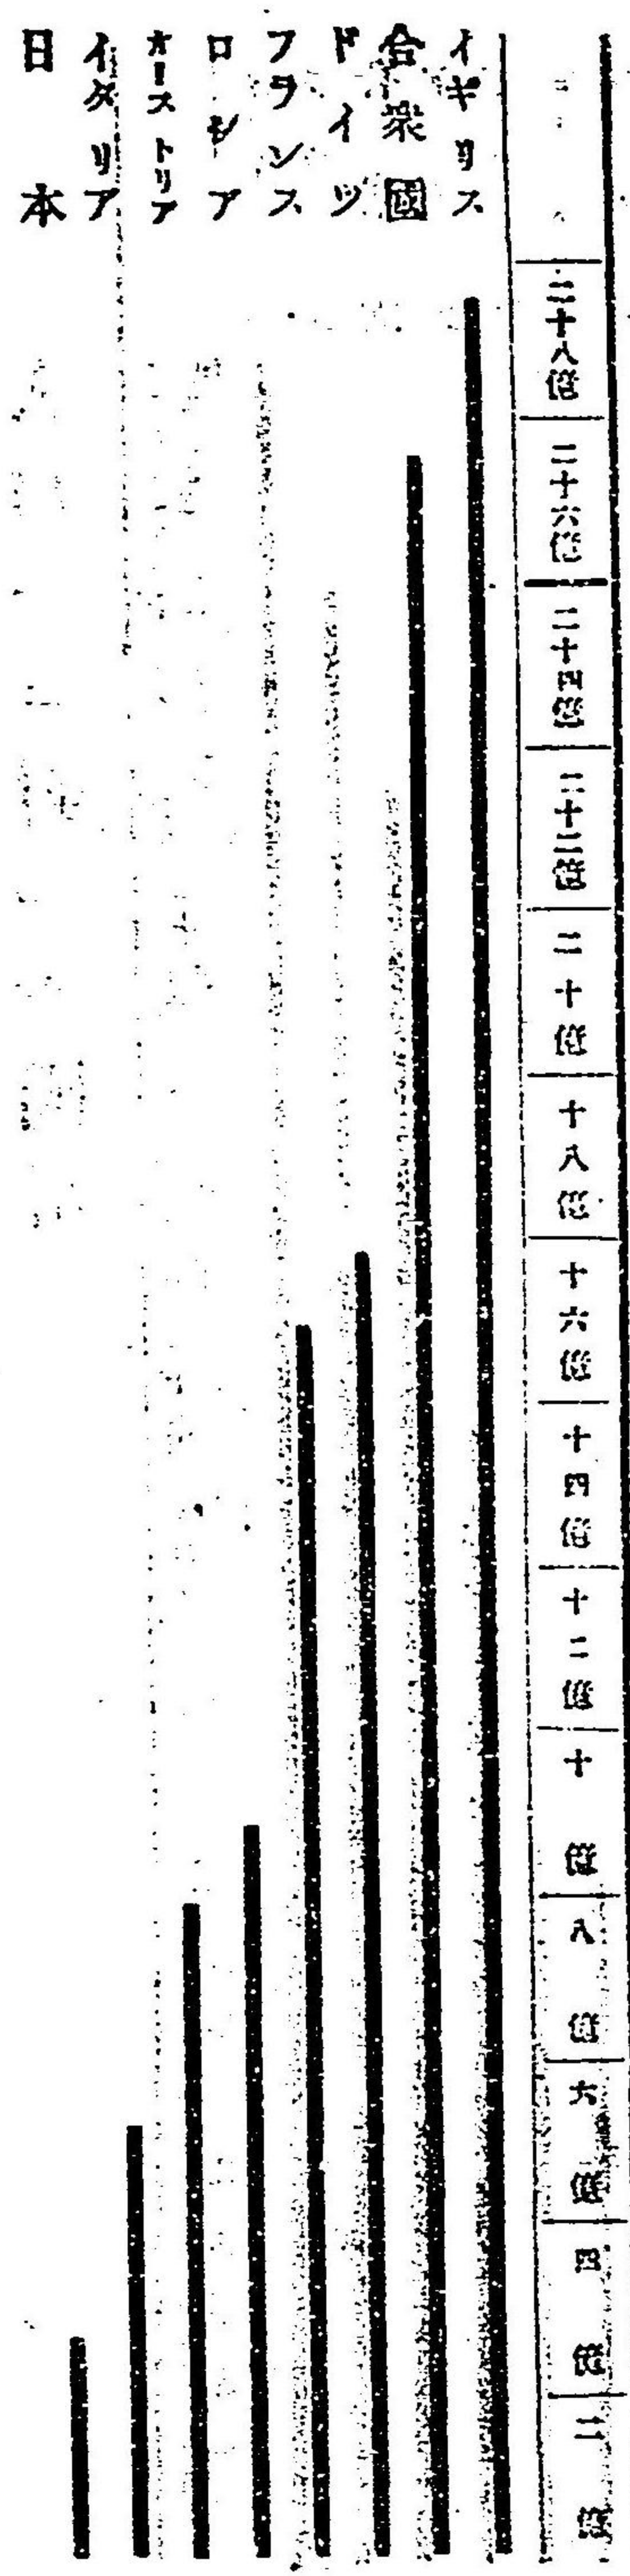 二十八億
二十六億
二十四億
二十二億
二十億
十八億
十六億
十四億
十二億
十億
八億
六億
四億
二億
イギリス
合衆國
ドイツ
フランス
ロシア
オーストリア
イタリア
日本